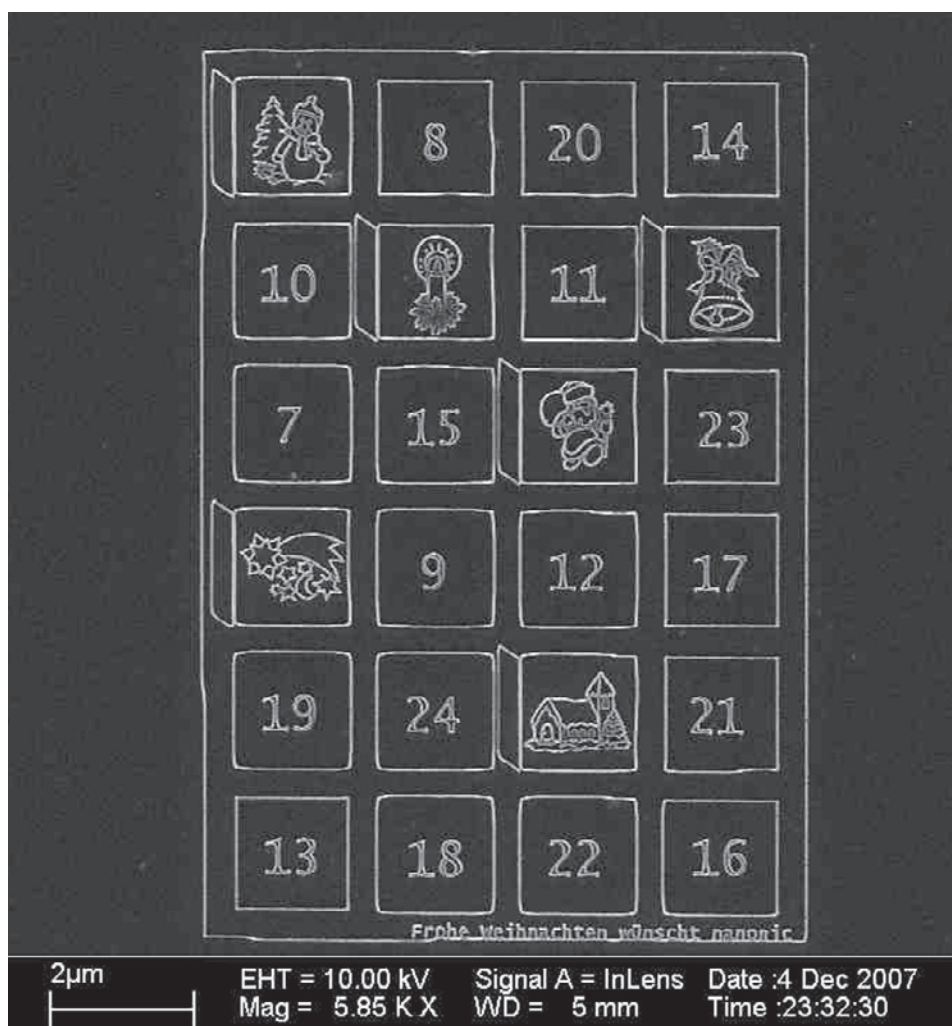 8 20 14
10 11
7 15 23
9 12 17
19 24 21
13 18 22 16
Frohe Weihnachten wünscht nanonic
2µm
EHT = 10.00 kV Signal A = InLens Date :4 Dec 2007
Mag = 5.85 K X WD = 5 mm Time :23:32:30